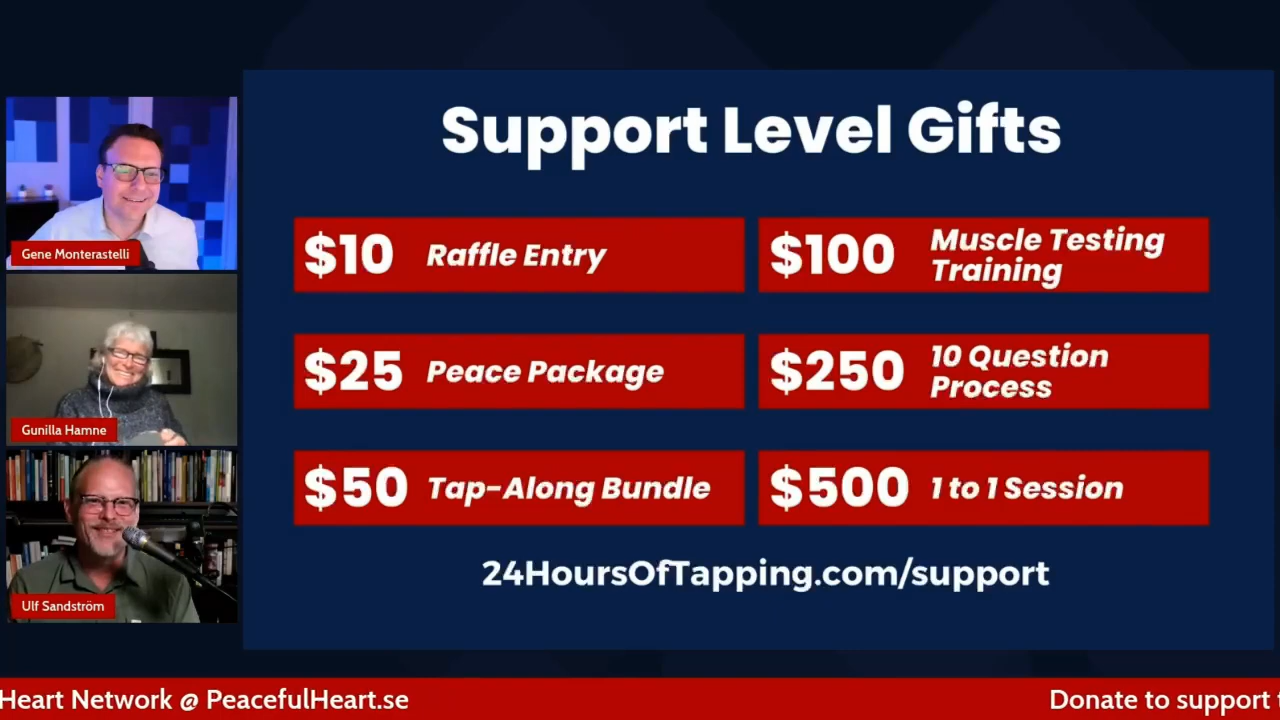 Support Level Gifts
$10 Raffle Entry
$100 Muscle Testing
Training
$25 Peace Package
$250 10 Question
Process
$50 Tap-Along Bundle
$500 1 to 1 Session
24HoursOfTapping.com/support
Gene Monterastelli
Gunilla Hamne
Ulf Sandström
Heart Network @ PeacefulHeart.se
Donate to support